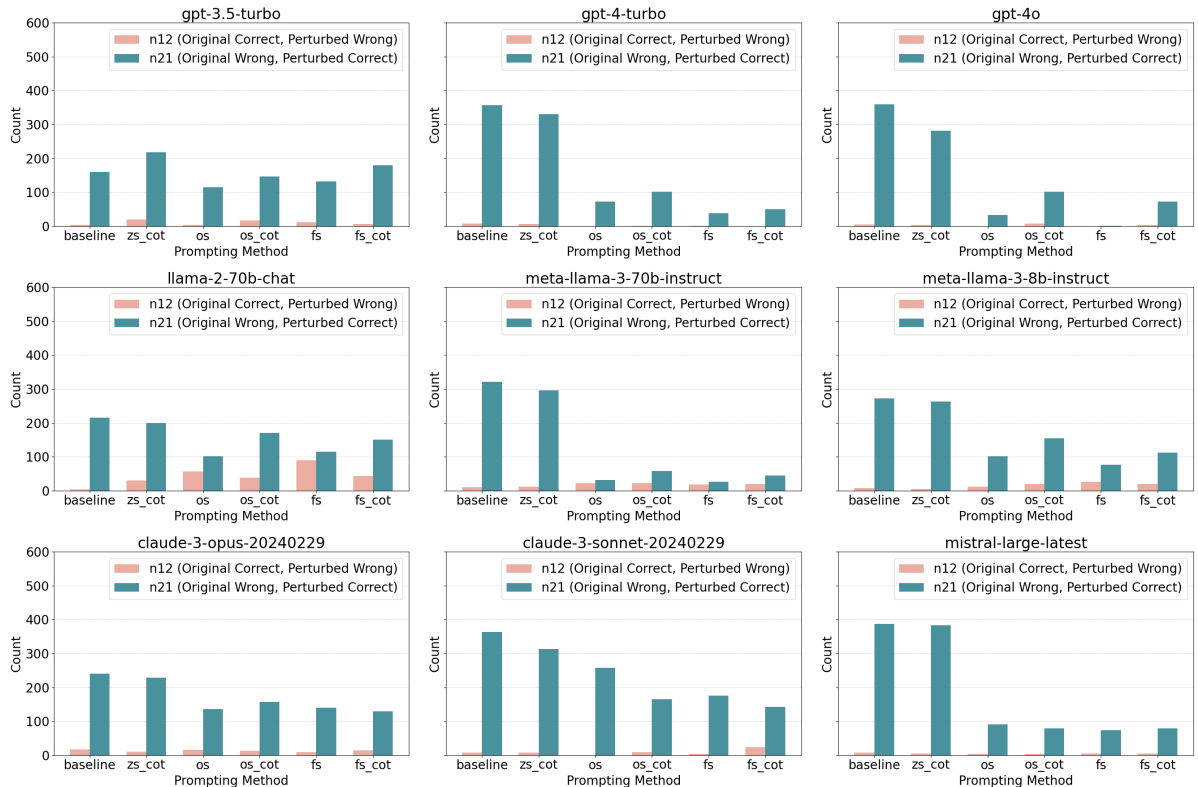 gpt-3.5-turbo
n12 (Original Correct, Perturbed Wrong)
n21 (Original Wrong, Perturbed Correct)
600
500
400
300
200
100
0
Count
baseline zs_cot os os_cot fs fs_cot
Prompting Method
gpt-4-turbo
n12 (Original Correct, Perturbed Wrong)
n21 (Original Wrong, Perturbed Correct)
Count
baseline zs_cot os os_cot fs fs_cot
Prompting Method
gpt-4o
n12 (Original Correct, Perturbed Wrong)
n21 (Original Wrong, Perturbed Correct)
Count
baseline zs_cot os os_cot fs fs_cot
Prompting Method
llama-2-70b-chat
n12 (Original Correct, Perturbed Wrong)
n21 (Original Wrong, Perturbed Correct)
600
500
400
300
200
100
0
Count
baseline zs_cot os os_cot fs fs_cot
Prompting Method
meta-llama-3-70b-instruct
n12 (Original Correct, Perturbed Wrong)
n21 (Original Wrong, Perturbed Correct)
Count
baseline zs_cot os os_cot fs fs_cot
Prompting Method
meta-llama-3-8b-instruct
n12 (Original Correct, Perturbed Wrong)
n21 (Original Wrong, Perturbed Correct)
Count
baseline zs_cot os os_cot fs fs_cot
Prompting Method
claude-3-opus-20240229
n12 (Original Correct, Perturbed Wrong)
n21 (Original Wrong, Perturbed Correct)
600
500
400
300
200
100
0
Count
baseline zs_cot os os_cot fs fs_cot
Prompting Method
claude-3-sonnet-20240229
n12 (Original Correct, Perturbed Wrong)
n21 (Original Wrong, Perturbed Correct)
Count
baseline zs_cot os os_cot fs fs_cot
Prompting Method
mistral-large-latest
n12 (Original Correct, Perturbed Wrong)
n21 (Original Wrong, Perturbed Correct)
Count
baseline zs_cot os os_cot fs fs_cot
Prompting Method